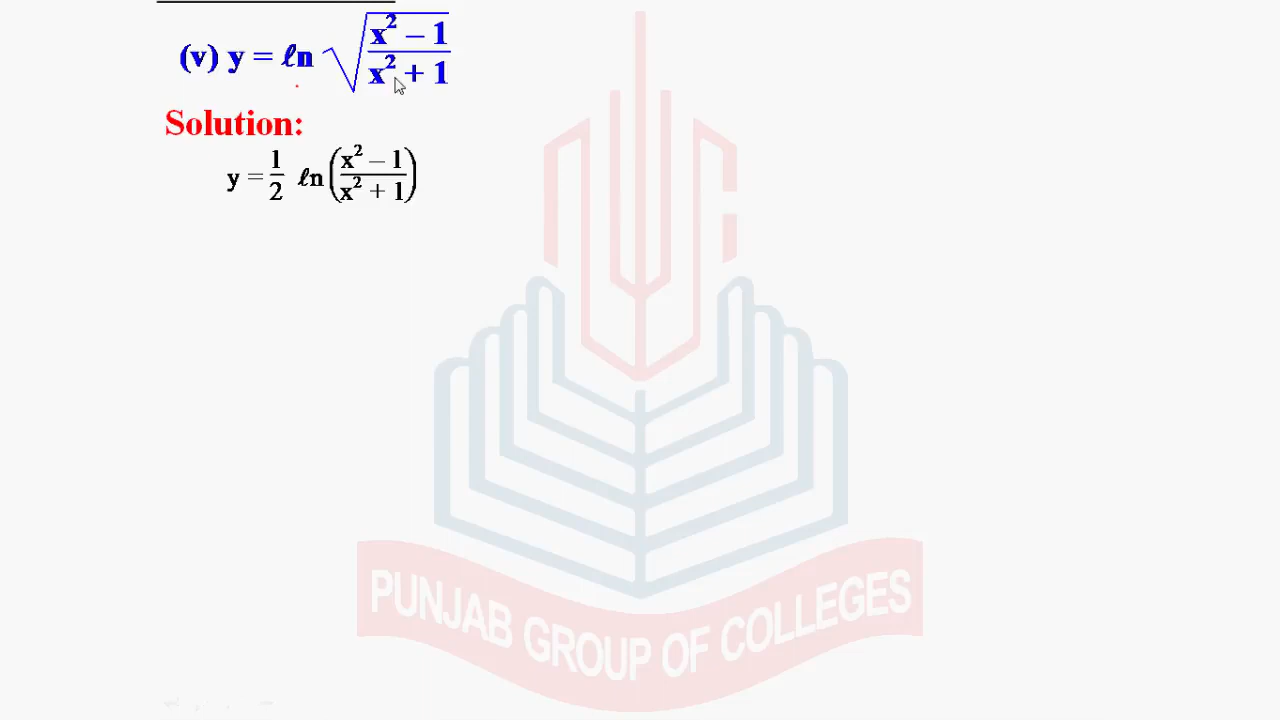 (v) y = ℓn √((x² − 1)/(x² + 1))
Solution:
y = 1/2 ℓn((x² − 1)/(x² + 1))
PUNJAB GROUP OF COLLEGES